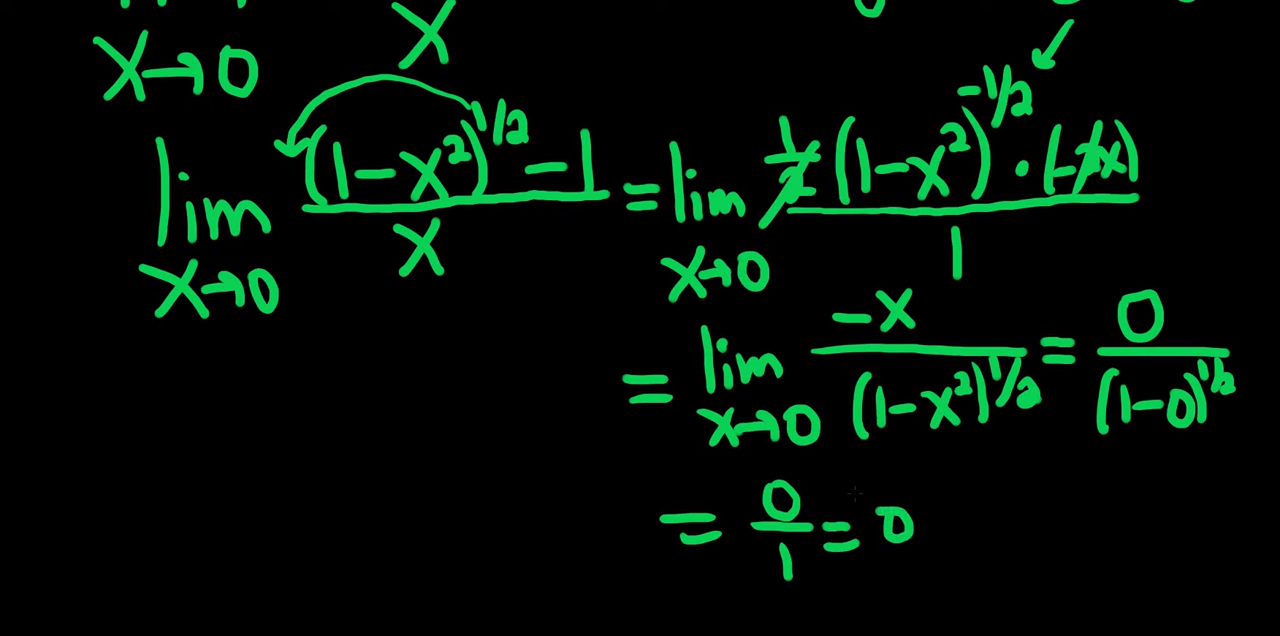 x→0 x
lim x→0 ((1-x²)^1/2 - 1)/x = lim x→0 (1/2 (1-x²)^-1/2 · (-2x))/1
= lim x→0 -x/(1-x²)^1/2 = 0/(1-0)^1/2
= 0/1 = 0